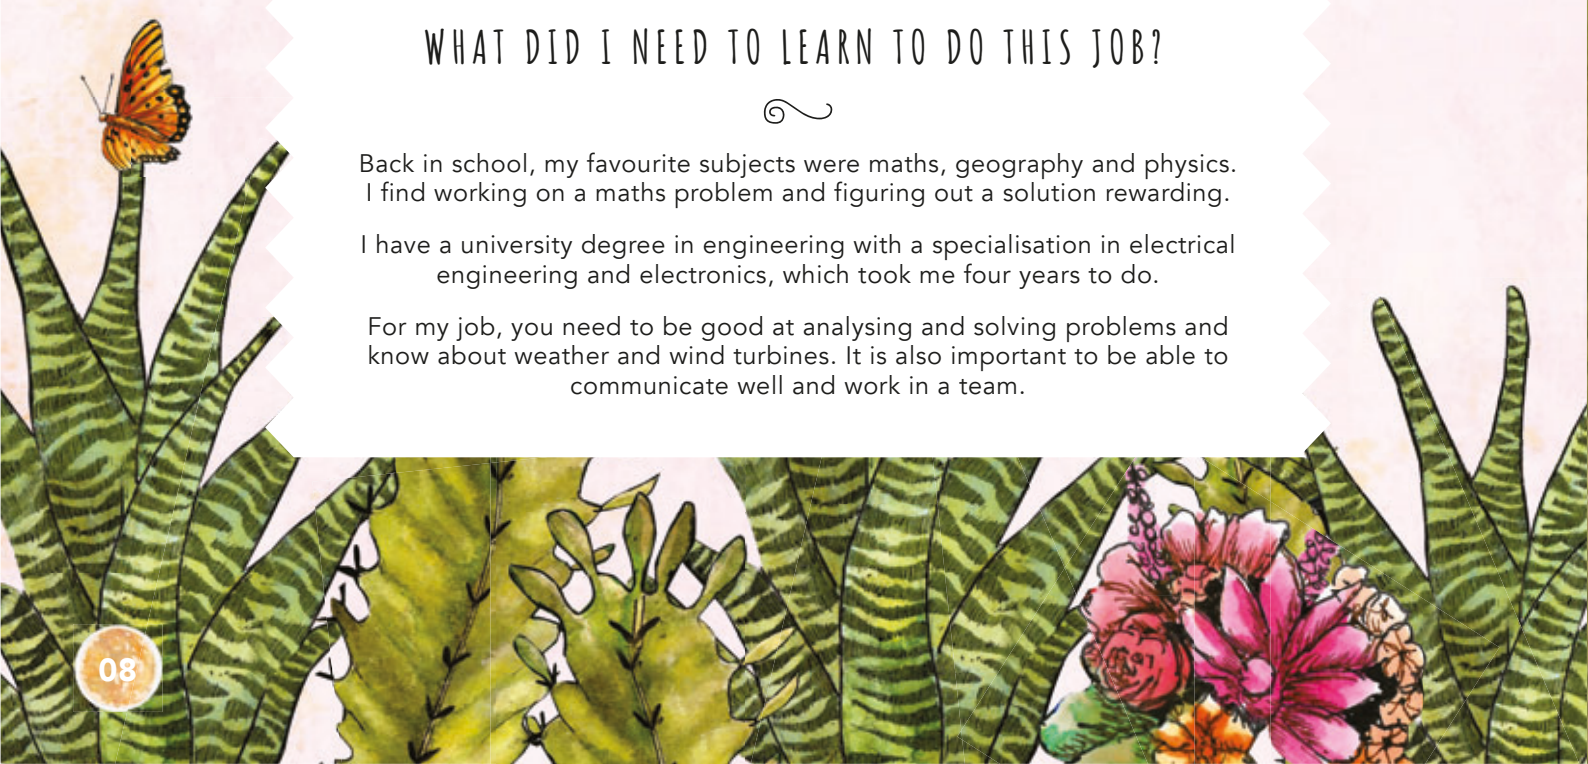 WHAT DID I NEED TO LEARN TO DO THIS JOB?
Back in school, my favourite subjects were maths, geography and physics.
I find working on a maths problem and figuring out a solution rewarding.
I have a university degree in engineering with a specialisation in electrical
engineering and electronics, which took me four years to do.
For my job, you need to be good at analysing and solving problems and
know about weather and wind turbines. It is also important to be able to
communicate well and work in a team.
08